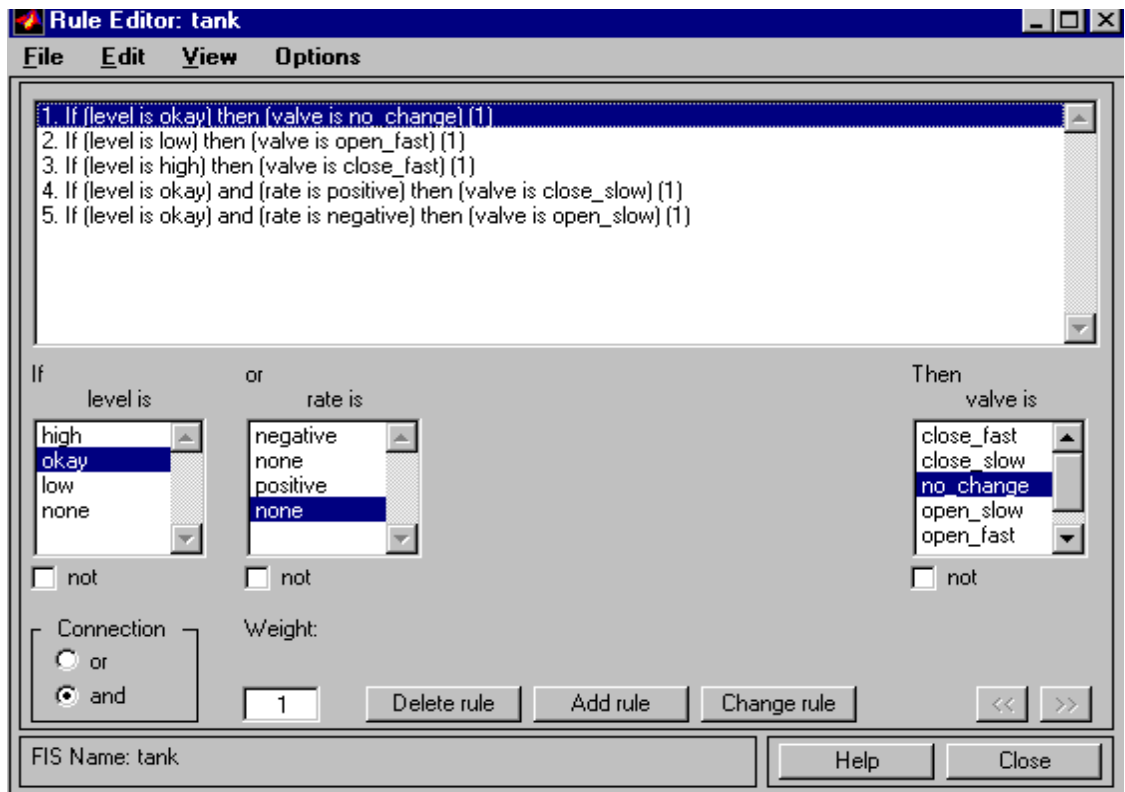 Rule Editor: tank
File Edit View Options
1. If (level is okay) then (valve is no_change) (1)
2. If (level is low) then (valve is open_fast) (1)
3. If (level is high) then (valve is close_fast) (1)
4. If (level is okay) and (rate is positive) then (valve is close_slow) (1)
5. If (level is okay) and (rate is negative) then (valve is open_slow) (1)
If or Then
level is rate is valve is
high negative close_fast
okay none close_slow
low positive no_change
none none open_slow
open_fast
not not not
Connection Weight:
or
and 1 Delete rule Add rule Change rule << >>
FIS Name: tank Help Close